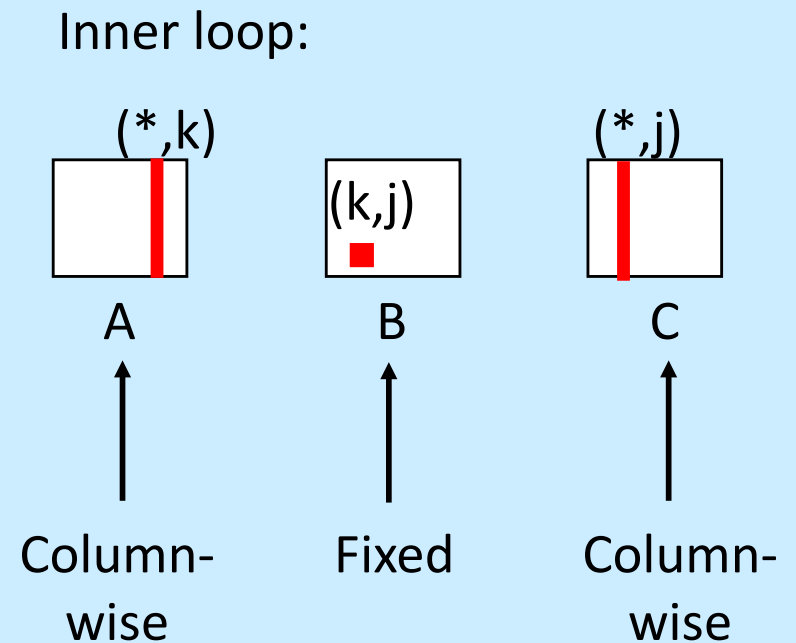 Inner loop:
(*,k)
(*,j)
(k,j)
A
B
C
Column-
wise
Fixed
Column-
wise